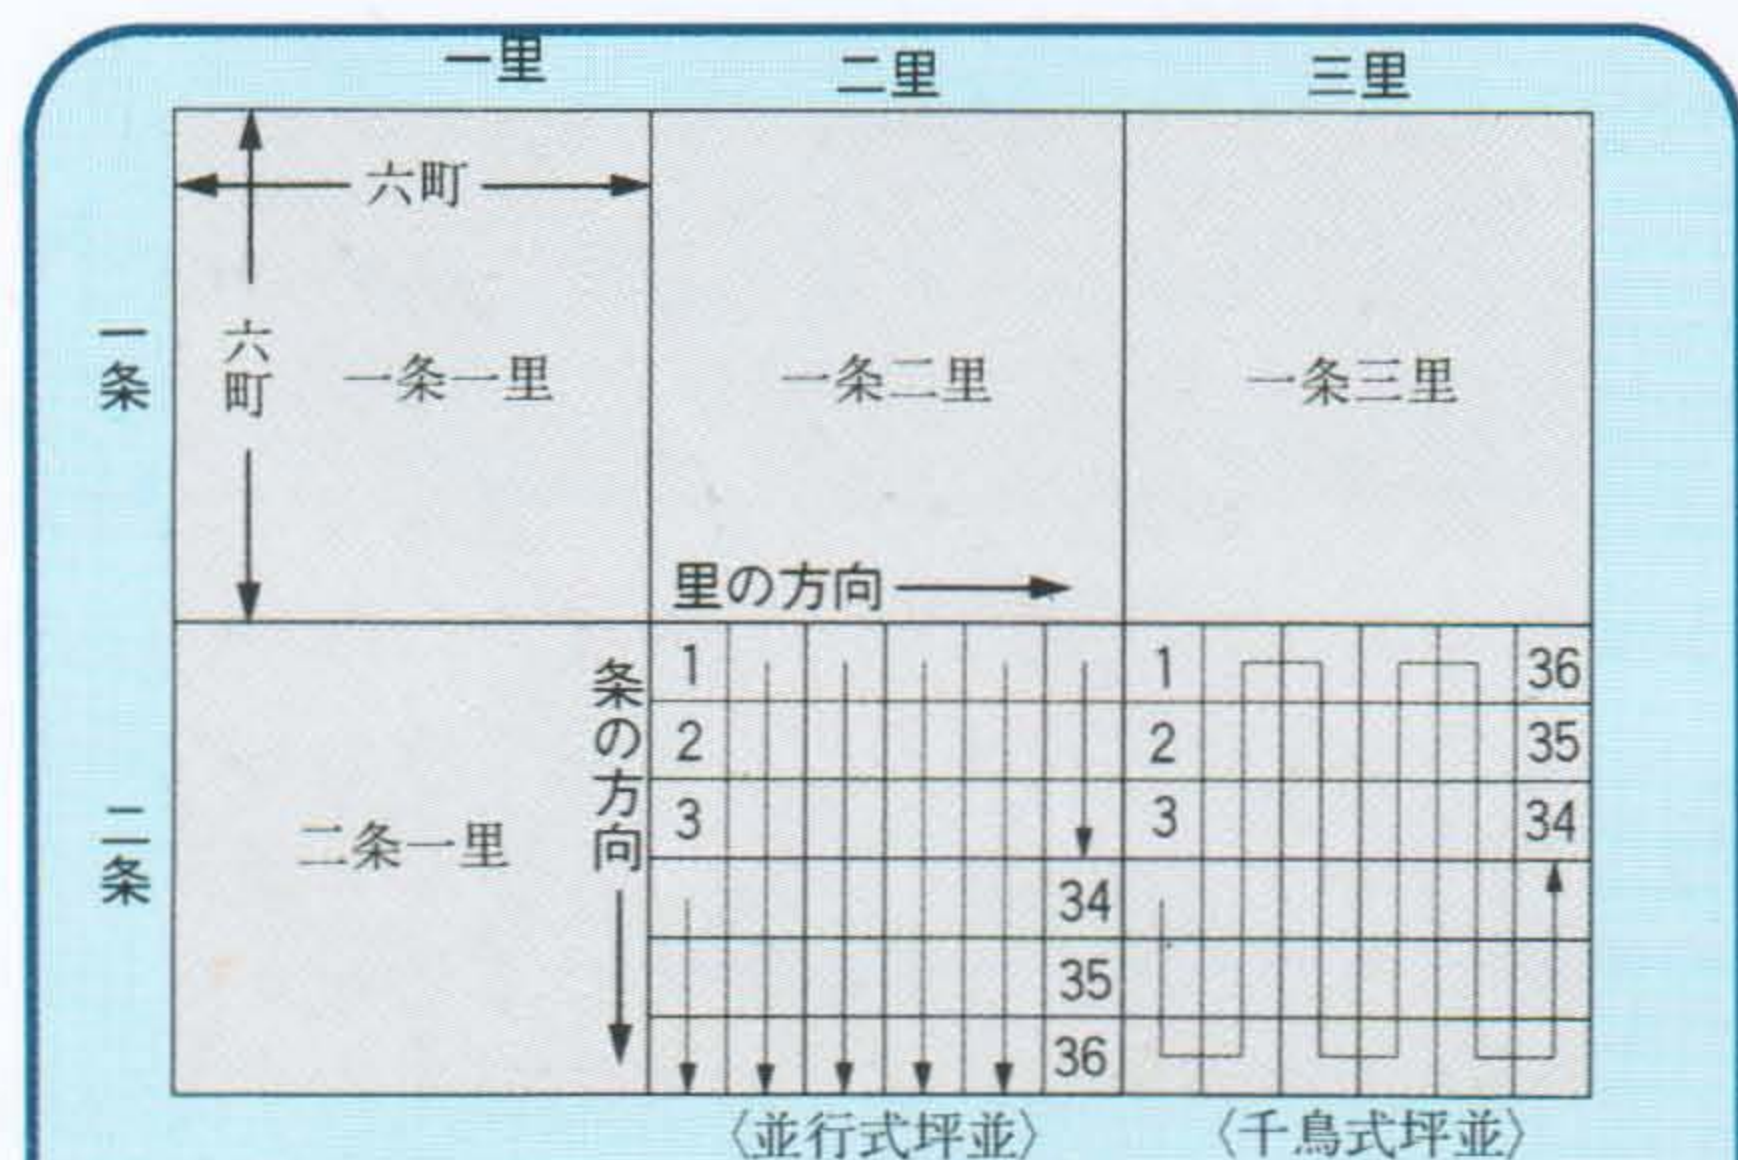 一里 二里 三里
六町
一条
六町
一条一里 一条二里 一条三里
里の方向
二条
二条一里
条の方向
1 1 36
2 2 35
3 3 34
34
35
36
〈並行式坪並〉 〈千鳥式坪並〉